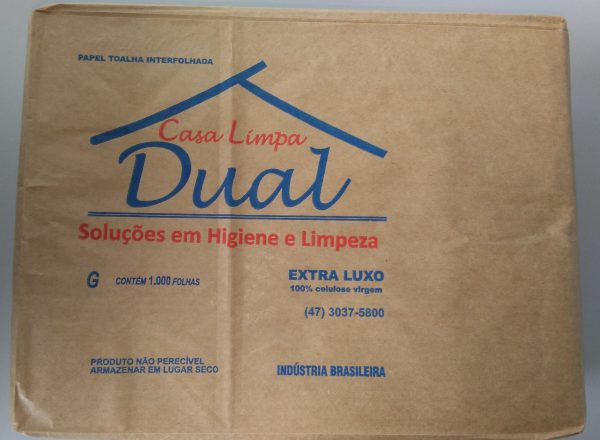 PAPEL TOALHA INTERFOLHADA
Casa Limpa
Dual
Soluções em Higiene e Limpeza
G CONTÉM 1.000 FOLHAS
EXTRA LUXO
100% celulose virgem
(47) 3037-5800
PRODUTO NÃO PERECÍVEL
ARMAZENAR EM LUGAR SECO
INDÚSTRIA BRASILEIRA